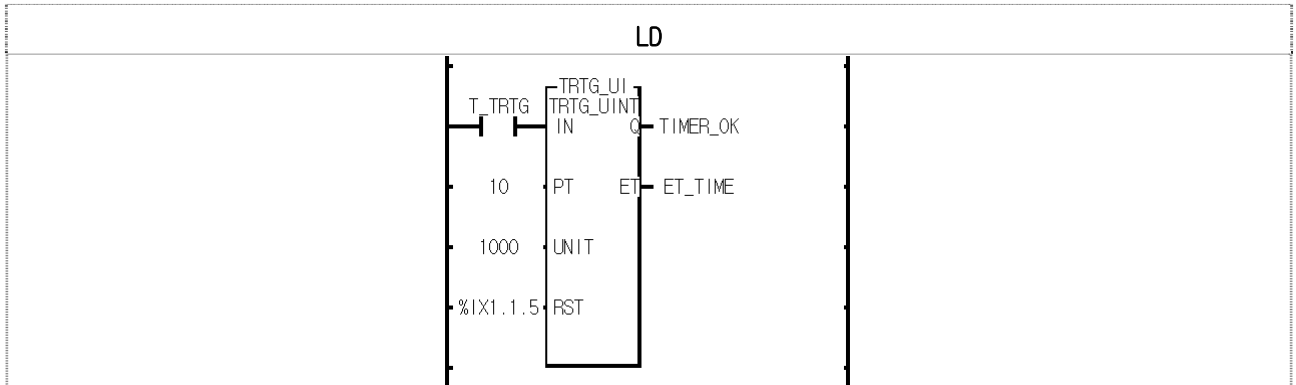 LD
TRTG_UI
T_TRTG TRTG_UINT
IN Q TIMER_OK
10 PT ET ET_TIME
1000 UNIT
%IX1.1.5 RST